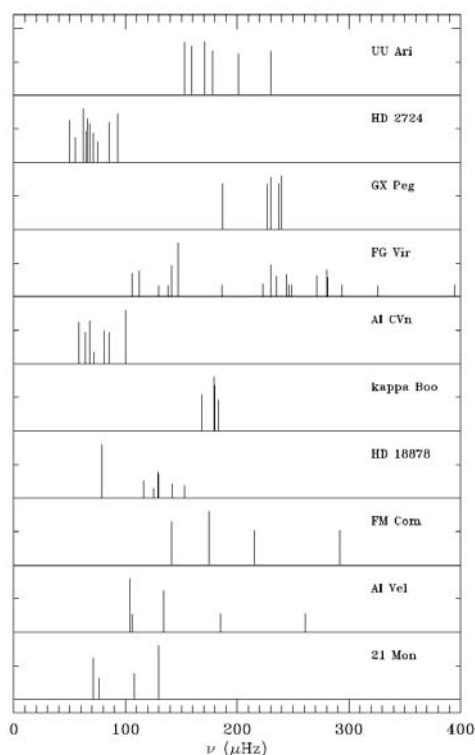 UU Ari
HD 2724
GX Peg
FG Vir
AI CVn
kappa Boo
HD 18878
FM Com
AI Vel
21 Mon
0 100 200 300 400
ν (μHz)